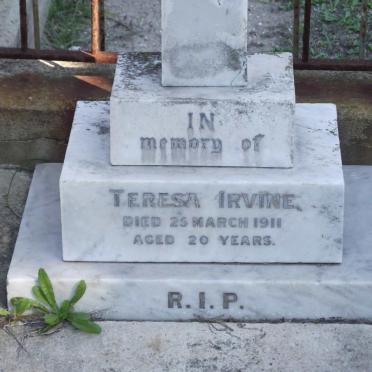 IN
memory of
TERESA IRVINE,
DIED 25 MARCH 1911
AGED 20 YEARS.
R.I.P.